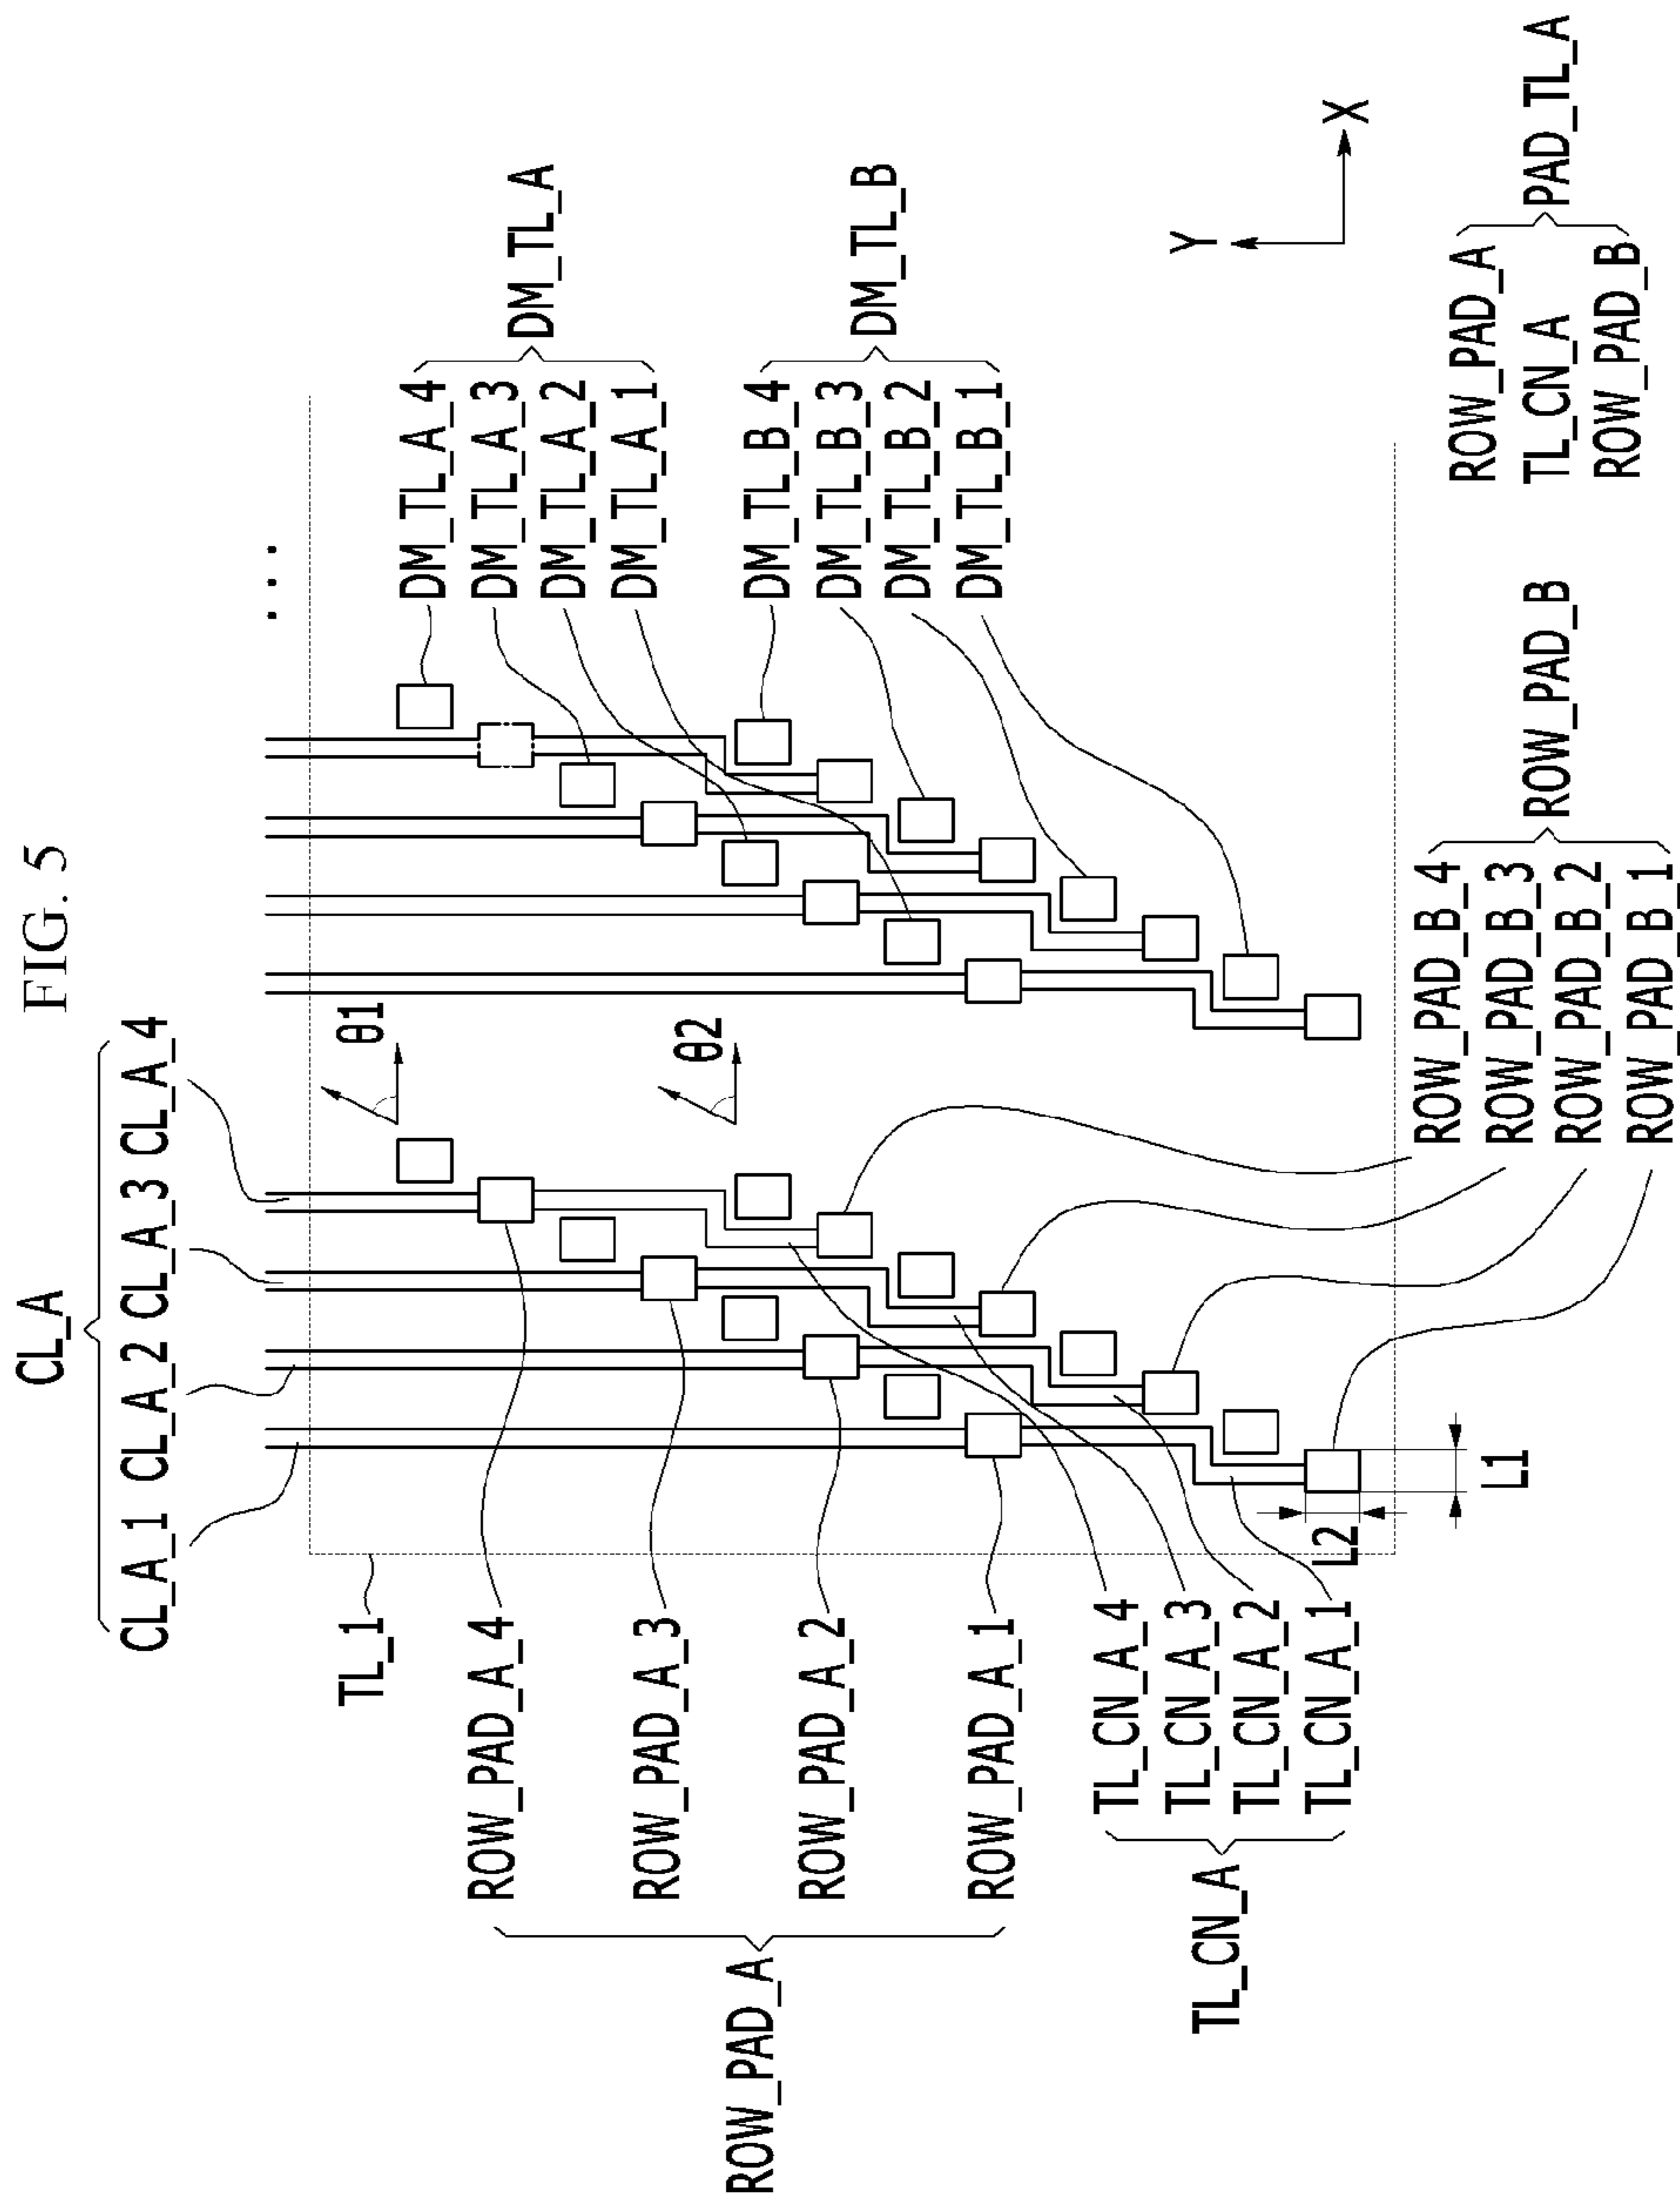 FIG. 5
CL_A
CL_A_1 CL_A_2 CL_A_3 CL_A_4
TL_1
θ1
θ2
ROW_PAD_A
ROW_PAD_A_4
ROW_PAD_A_3
ROW_PAD_A_2
ROW_PAD_A_1
TL_CN_A
TL_CN_A_4
TL_CN_A_3
TL_CN_A_2
TL_CN_A_1
L2
L1
DM_TL_A_4
DM_TL_A_3
DM_TL_A_2
DM_TL_A_1
DM_TL_A
DM_TL_B_4
DM_TL_B_3
DM_TL_B_2
DM_TL_B_1
DM_TL_B
Y
X
ROW_PAD_B_4
ROW_PAD_B_3
ROW_PAD_B_2
ROW_PAD_B_1
ROW_PAD_B
ROW_PAD_A
TL_CN_A
ROW_PAD_B
PAD_TL_A